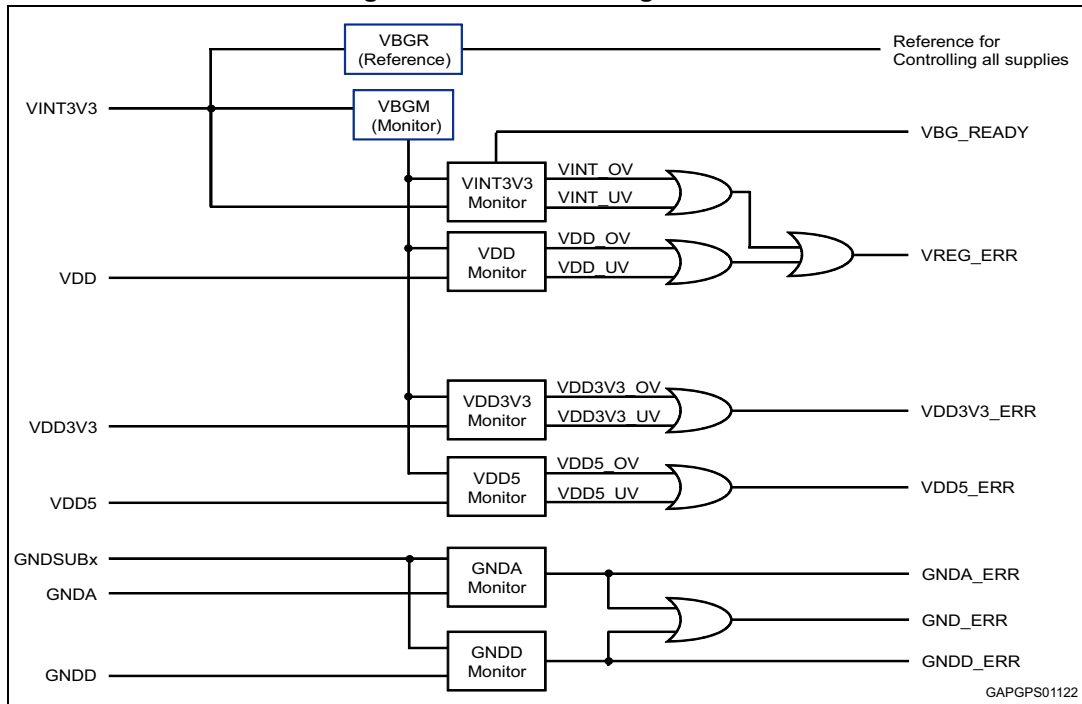 VBGR
(Reference)
Reference for
Controlling all supplies
VINT3V3
VBGM
(Monitor)
VBG_READY
VINT3V3
Monitor
VINT_OV
VINT_UV
VDD
VDD
Monitor
VDD_OV
VDD_UV
VREG_ERR
VDD3V3
VDD3V3
Monitor
VDD3V3_OV
VDD3V3_UV
VDD3V3_ERR
VDD5
VDD5
Monitor
VDD5_OV
VDD5_UV
VDD5_ERR
GNDSUBx
GNDA
GNDA
Monitor
GNDA_ERR
GND_ERR
GNDD
GNDD
Monitor
GNDD_ERR
GAPGPS01122